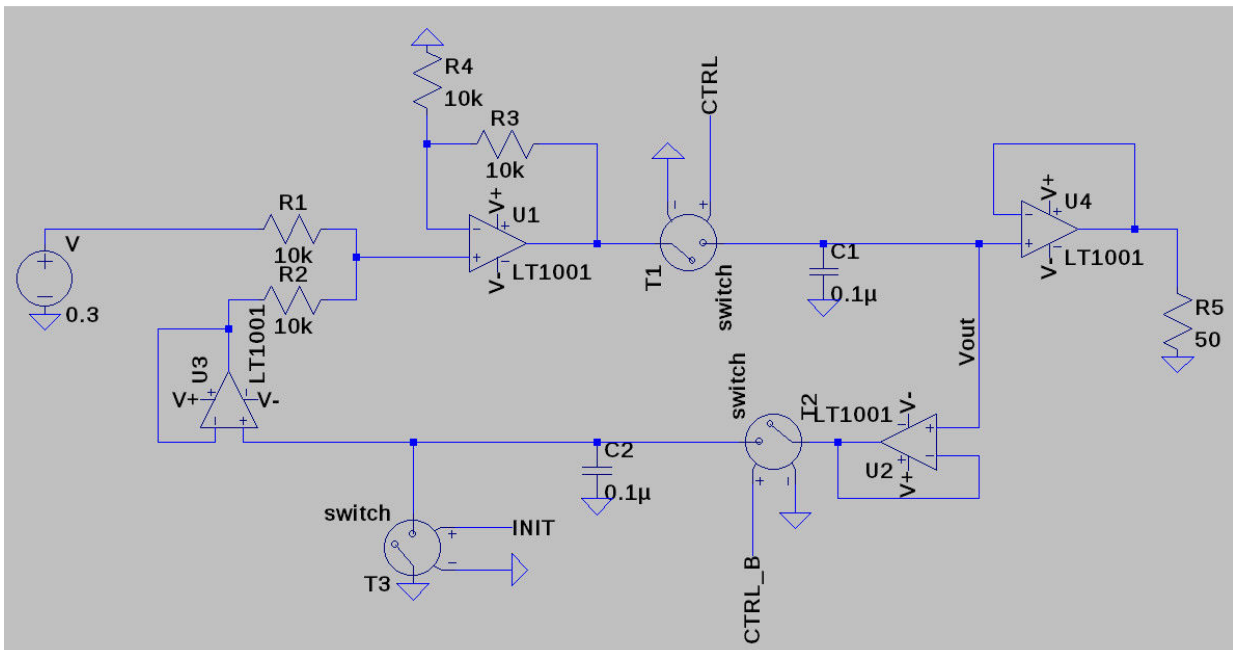 R4
10k
R3
10k
CTRL
V+
U1
LT1001
V-
R1
10k
V
0.3
R2
10k
T1
switch
C1
0.1µ
V+
U4
LT1001
V-
R5
50
Vout
U3
LT1001
V+
V-
switch
T2
LT1001
V-
U2
V+
C2
0.1µ
switch
INIT
T3
CTRL_B